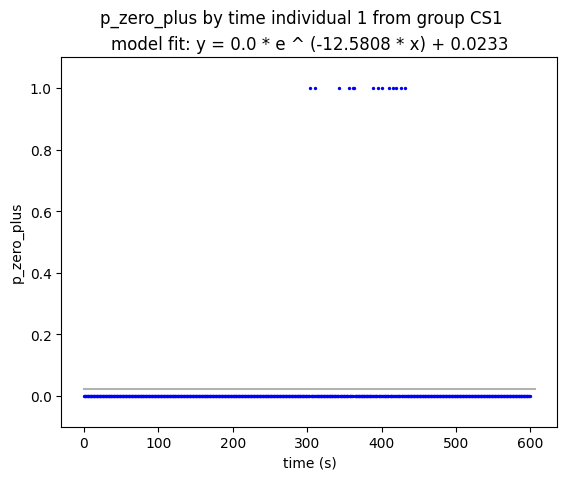 p_zero_plus by time individual 1 from group CS1
model fit: y = 0.0 * e ^ (-12.5808 * x) + 0.0233
1.0
0.8
0.6
0.4
0.2
0.0
p_zero_plus
0 100 200 300 400 500 600
time (s)